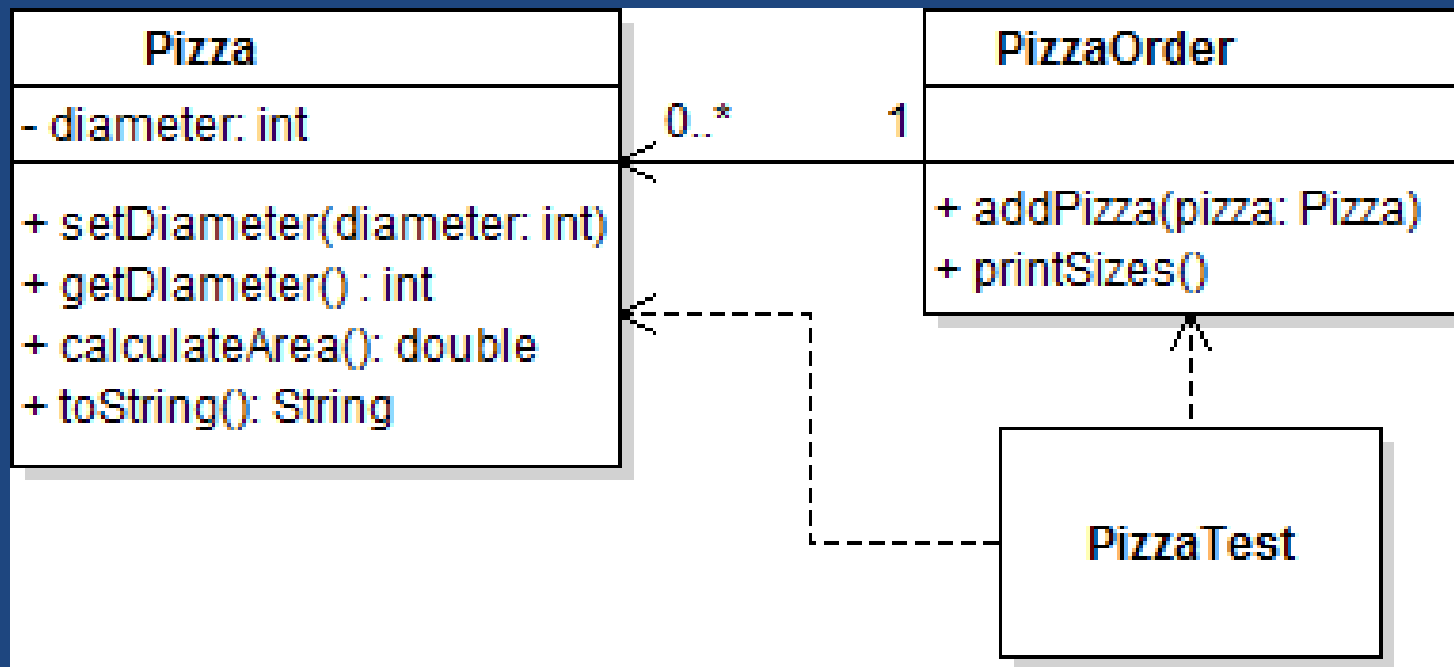 Pizza
- diameter: int
+ setDiameter(diameter: int)
+ getDIameter() : int
+ calculateArea(): double
+ toString(): String
0..*
1
PizzaOrder
+ addPizza(pizza: Pizza)
+ printSizes()
PizzaTest